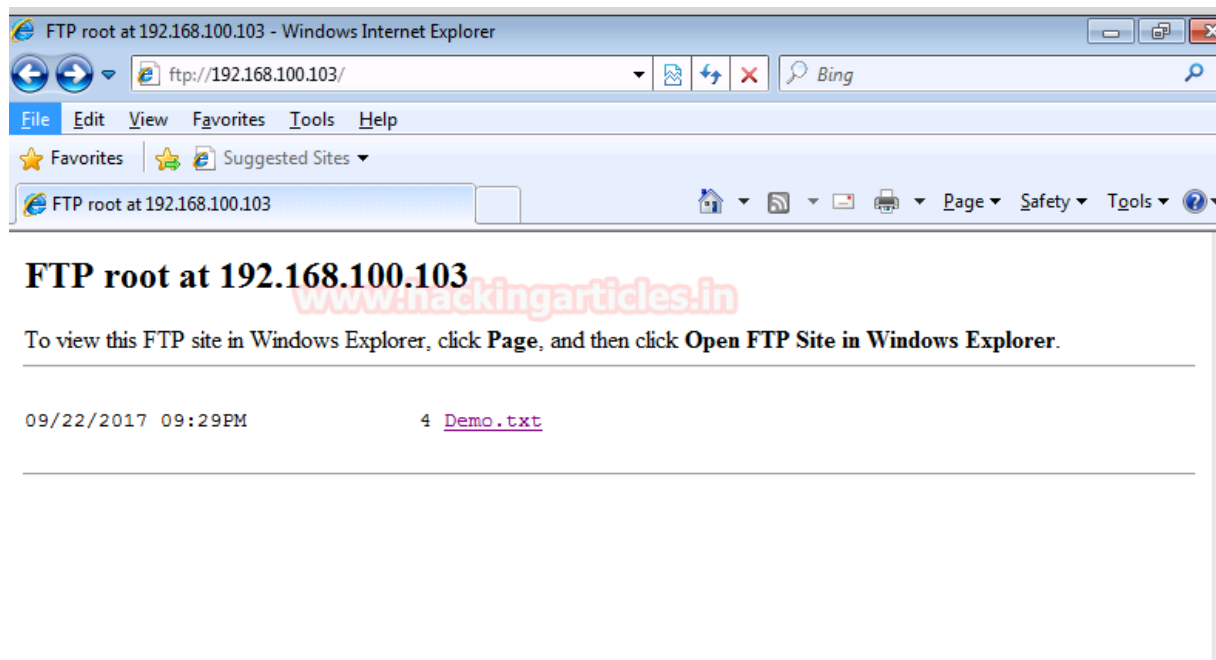 FTP root at 192.168.100.103 - Windows Internet Explorer
ftp://192.168.100.103/
Bing
File Edit View Favorites Tools Help
Favorites Suggested Sites
FTP root at 192.168.100.103 Page Safety Tools
FTP root at 192.168.100.103
www.hackingarticles.in
To view this FTP site in Windows Explorer, click Page, and then click Open FTP Site in Windows Explorer.
09/22/2017 09:29PM 4 Demo.txt